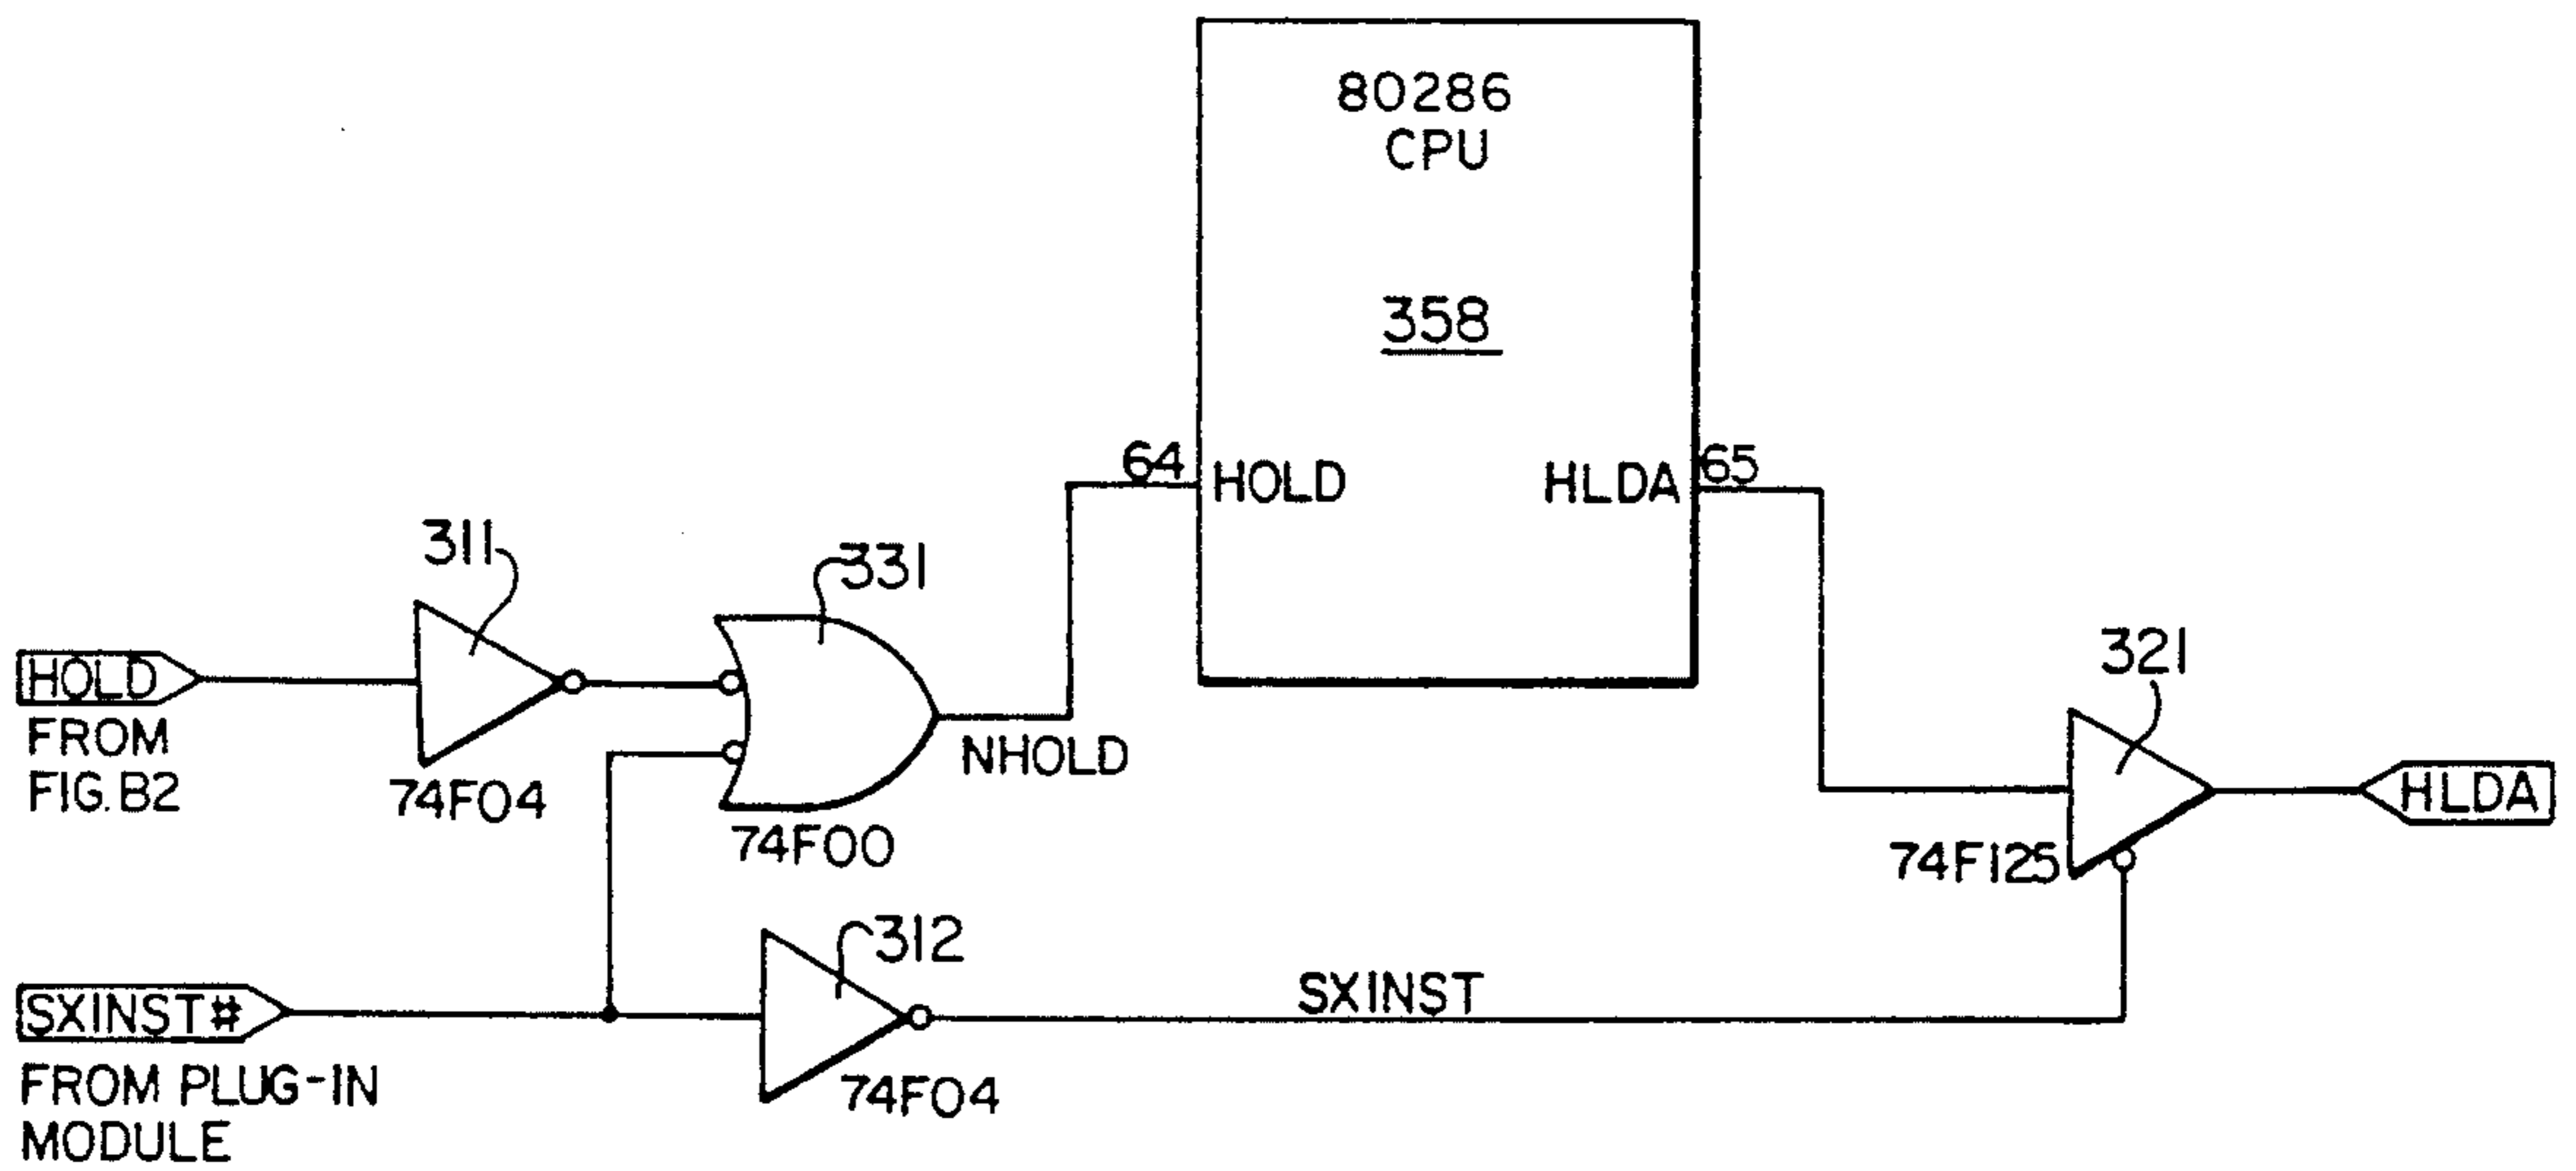 80286
CPU
358
64
HOLD
HLDA
65
311
331
321
HOLD
FROM
FIG. B2
74F04
74F00
NHOLD
74F125
HLDA
312
SXINST#
SXINST
FROM PLUG-IN
MODULE
74F04